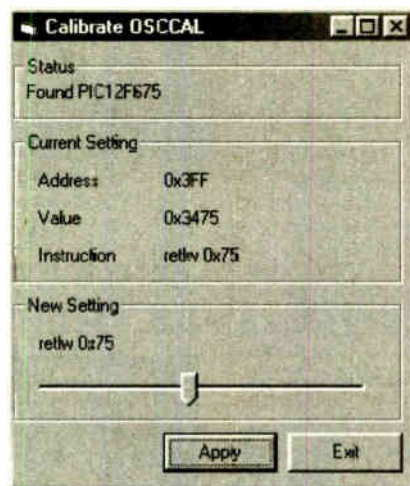 Calibrate OSCCAL
Status
Found PIC12F675
Current Setting
Address 0x3FF
Value 0x3475
Instruction retlw 0x75
New Setting
retlw 0x75
Apply Exit